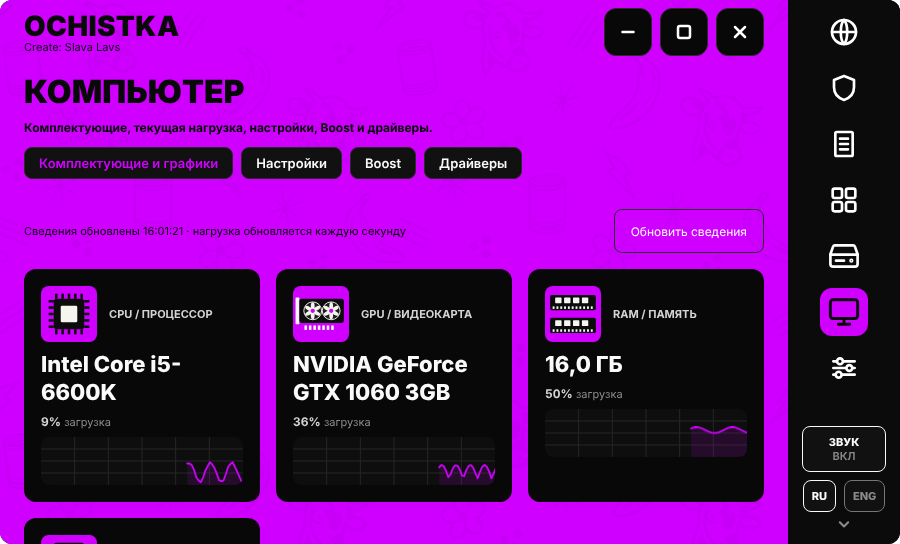 OCHISTKA
Create: Slava Lavs
КОМПЬЮТЕР
Комплектующие, текущая нагрузка, настройки, Boost и драйверы.
Комплектующие и графики
Настройки
Boost
Драйверы
Сведения обновлены 16:01:21 · нагрузка обновляется каждую секунду
Обновить сведения
CPU / ПРОЦЕССОР
Intel Core i5-
6600K
9% загрузка
GPU / ВИДЕОКАРТА
NVIDIA GeForce
GTX 1060 3GB
36% загрузка
RAM / ПАМЯТЬ
16,0 ГБ
50% загрузка
ЗВУК
ВКЛ
RU
ENG